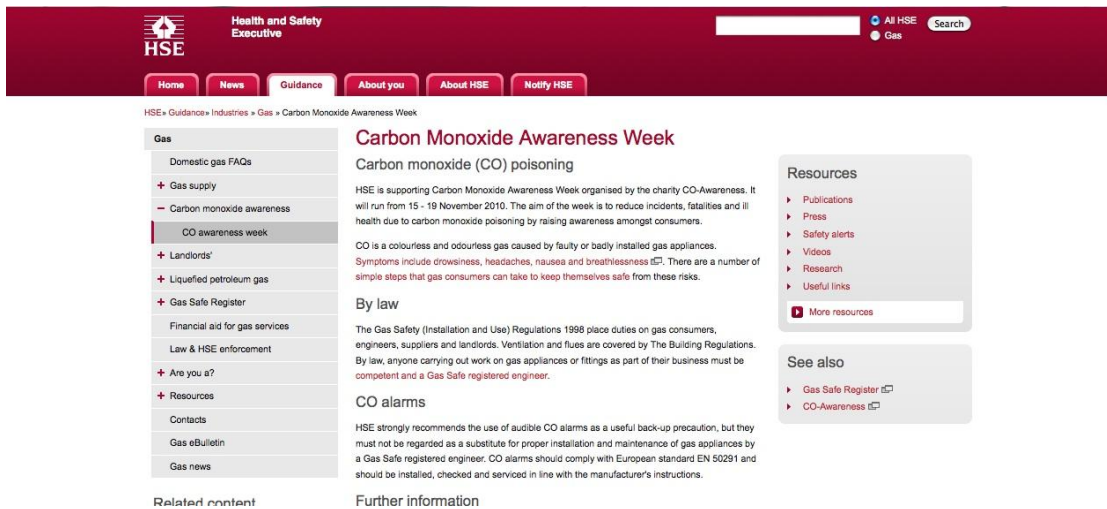 Health and Safety
Executive
HSE
All HSE
Gas
Search
Home
News
Guidance
About you
About HSE
Notify HSE
HSE» Guidance» Industries » Gas » Carbon Monoxide Awareness Week
Gas
Domestic gas FAQs
+ Gas supply
− Carbon monoxide awareness
CO awareness week
+ Landlords'
+ Liquefied petroleum gas
+ Gas Safe Register
Financial aid for gas services
Law & HSE enforcement
+ Are you a?
+ Resources
Contacts
Gas eBulletin
Gas news
Related content
Carbon Monoxide Awareness Week
Carbon monoxide (CO) poisoning
HSE is supporting Carbon Monoxide Awareness Week organised by the charity CO-Awareness. It
will run from 15 - 19 November 2010. The aim of the week is to reduce incidents, fatalities and ill
health due to carbon monoxide poisoning by raising awareness amongst consumers.
CO is a colourless and odourless gas caused by faulty or badly installed gas appliances.
Symptoms include drowsiness, headaches, nausea and breathlessness. There are a number of
simple steps that gas consumers can take to keep themselves safe from these risks.
By law
The Gas Safety (Installation and Use) Regulations 1998 place duties on gas consumers,
engineers, suppliers and landlords. Ventilation and flues are covered by The Building Regulations.
By law, anyone carrying out work on gas appliances or fittings as part of their business must be
competent and a Gas Safe registered engineer.
CO alarms
HSE strongly recommends the use of audible CO alarms as a useful back-up precaution, but they
must not be regarded as a substitute for proper installation and maintenance of gas appliances by
a Gas Safe registered engineer. CO alarms should comply with European standard EN 50291 and
should be installed, checked and serviced in line with the manufacturer's instructions.
Further information
Resources
Publications
Press
Safety alerts
Videos
Research
Useful links
More resources
See also
Gas Safe Register
CO-Awareness